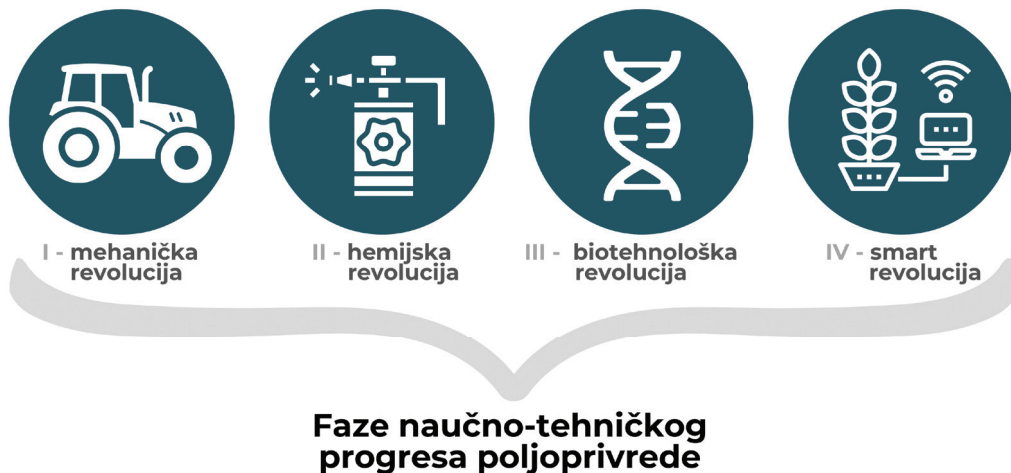 I - mehanička
revolucija
II - hemijska
revolucija
III - biotehnološka
revolucija
IV - smart
revolucija
Faze naučno-tehničkog
progresa poljoprivrede